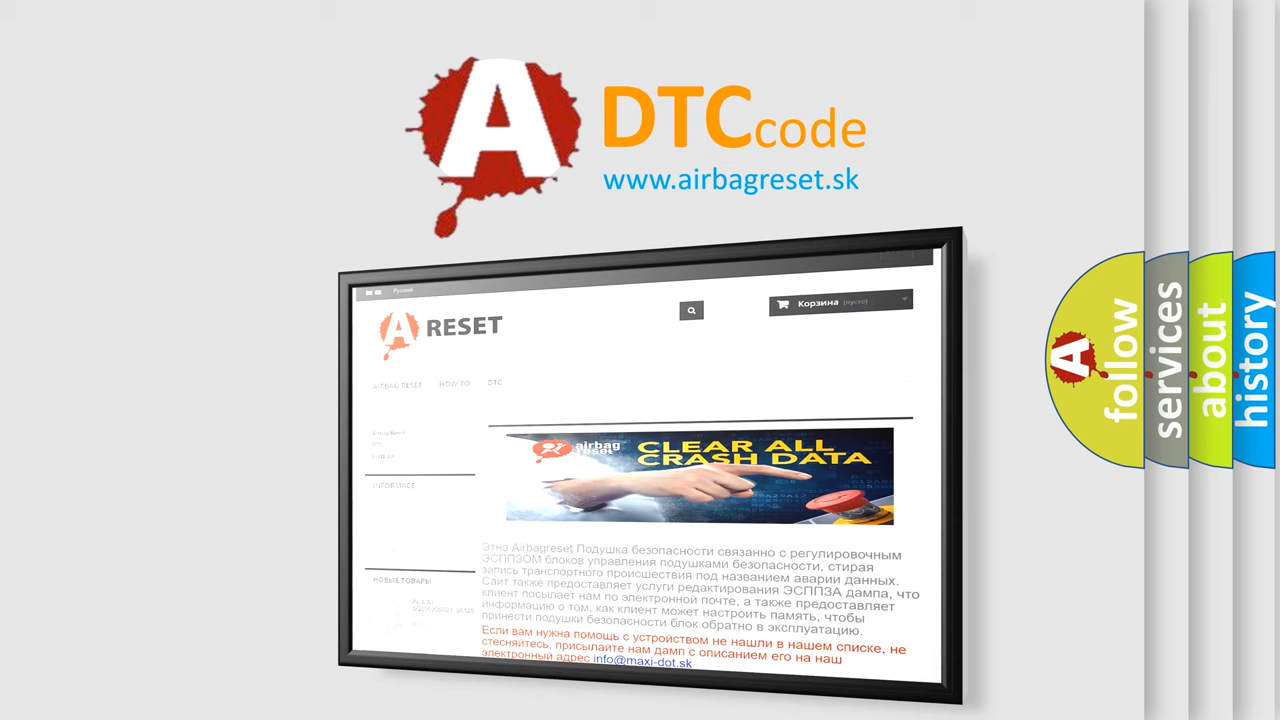 A
DTCcode
www.airbagreset.sk
Русский
A RESET
Корзина (пусто)
AIRBAG RESET HOW TO DTC
airbag reset
CLEAR ALL
CRASH DATA
INFORMACE
Этно Airbagreset Подушка безопасности связанно с регулировочным
ЭСППЗОМ блоков управления подушками безопасности, стирая
запись транспортного происшествия под названием аварии данных.
Сайт также предоставляет услуги редактирования ЭСППЗА дампа, что
клиент посылает нам по электронной почте, а также предоставляет
информацию о том, как клиент может настроить память, чтобы
принести подушки безопасности блок обратно в эксплуатацию.
НОВЫЕ ТОВАРЫ
Если вам нужна помощь с устройством не нашли в нашем списке, не
стесняйтесь, присылайте нам дамп с описанием его на наш
электронный адрес info@maxi-dot.sk
A
follow
services
about
history